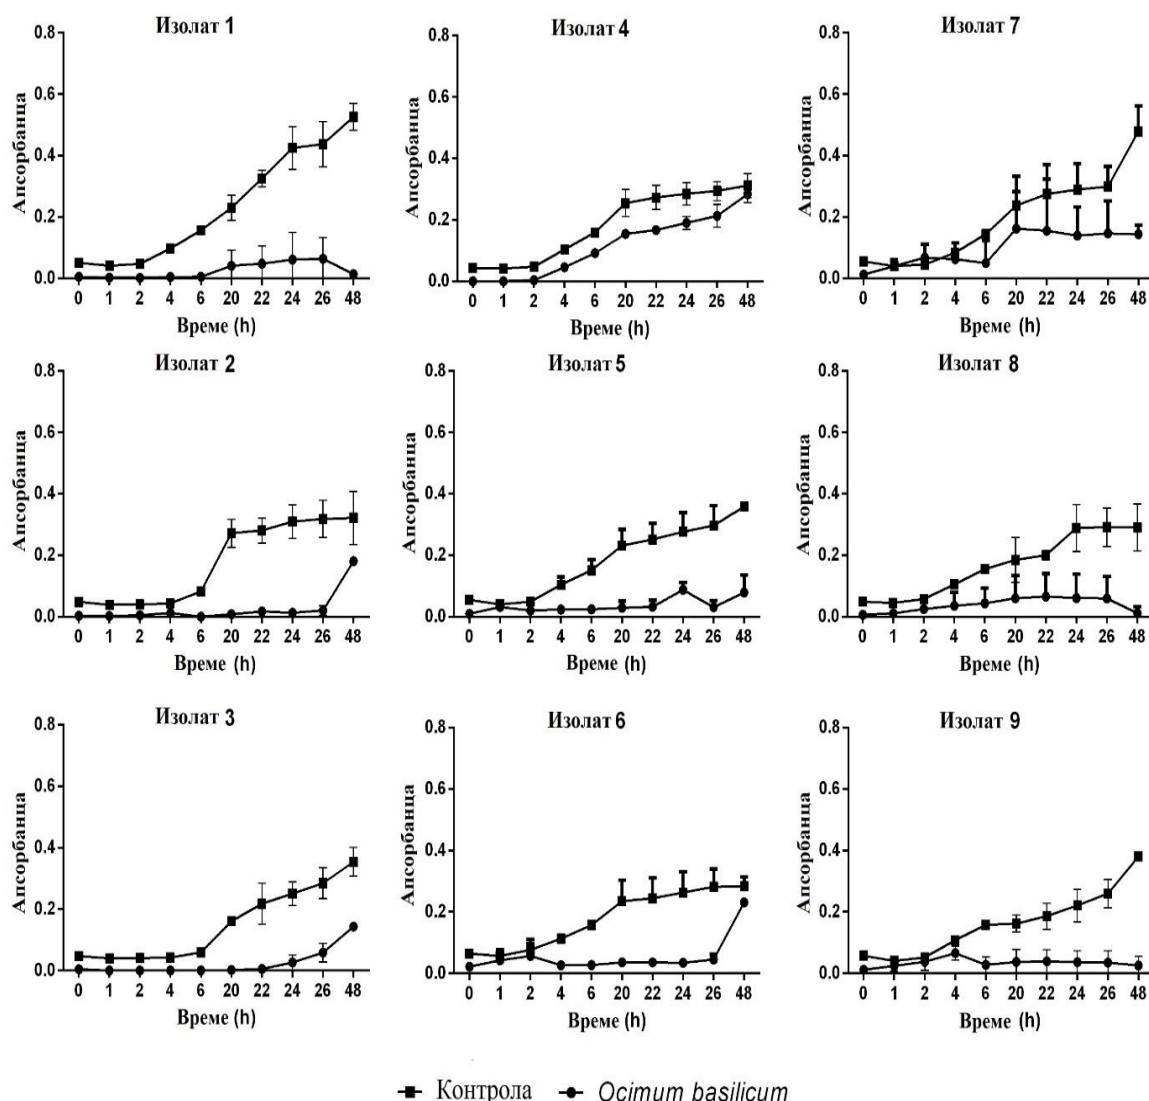 Изолат 1
Апсорбанца
0.8
0.6
0.4
0.2
0.0
0 1 2 4 6 20 22 24 26 48
Време (h)
Изолат 4
Апсорбанца
0.8
0.6
0.4
0.2
0.0
0 1 2 4 6 20 22 24 26 48
Време (h)
Изолат 7
Апсорбанца
0.8
0.6
0.4
0.2
0.0
0 1 2 4 6 20 22 24 26 48
Време (h)
Изолат 2
Апсорбанца
0.8
0.6
0.4
0.2
0.0
0 1 2 4 6 20 22 24 26 48
Време (h)
Изолат 5
Апсорбанца
0.8
0.6
0.4
0.2
0.0
0 1 2 4 6 20 22 24 26 48
Време (h)
Изолат 8
Апсорбанца
0.8
0.6
0.4
0.2
0.0
0 1 2 4 6 20 22 24 26 48
Време (h)
Изолат 3
Апсорбанца
0.8
0.6
0.4
0.2
0.0
0 1 2 4 6 20 22 24 26 48
Време (h)
Изолат 6
Апсорбанца
0.8
0.6
0.4
0.2
0.0
0 1 2 4 6 20 22 24 26 48
Време (h)
Изолат 9
Апсорбанца
0.8
0.6
0.4
0.2
0.0
0 1 2 4 6 20 22 24 26 48
Време (h)
Контрола Ocimum basilicum